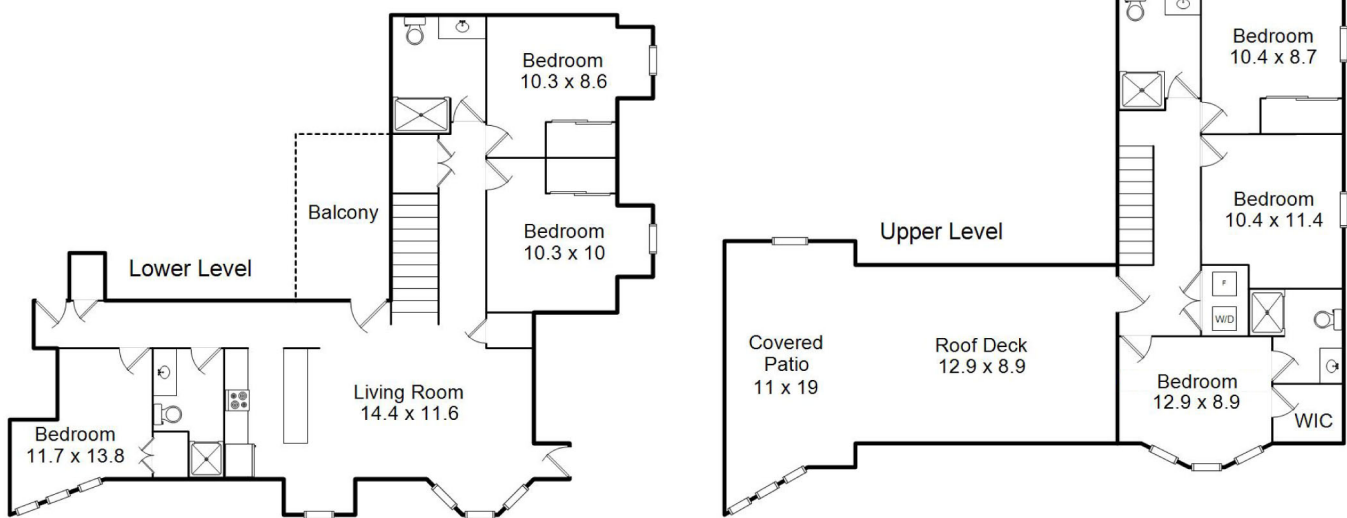 Bedroom
10.3 x 8.6
Balcony
Bedroom
10.3 x 10
Lower Level
Living Room
14.4 x 11.6
Bedroom
11.7 x 13.8
Bedroom
10.4 x 8.7
Bedroom
10.4 x 11.4
Upper Level
F
W/D
Covered
Patio
11 x 19
Roof Deck
12.9 x 8.9
Bedroom
12.9 x 8.9
WIC